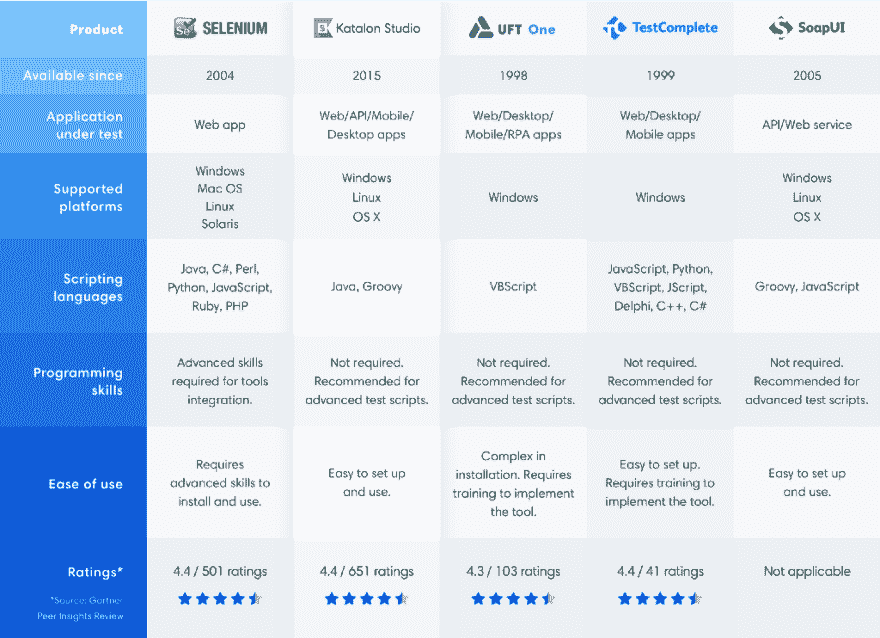 Product
SELENIUM
Katalon Studio
UFT One
TestComplete
SoapUI
Available since
2004
2015
1998
1999
2005
Application
under test
Web app
Web/API/Mobile/
Desktop apps
Web/Desktop/
Mobile/RPA apps
Web/Desktop/
Mobile apps
API/Web service
Supported
platforms
Windows
Mac OS
Linux
Solaris
Windows
Linux
OS X
Windows
Windows
Windows
Linux
OS X
Scripting
languages
Java, C#, Perl,
Python, JavaScript,
Ruby, PHP
Java, Groovy
VBScript
JavaScript, Python,
VBScript, JScript,
Delphi, C++, C#
Groovy, JavaScript
Programming
skills
Advanced skills
required for tools
integration.
Not required.
Recommended for
advanced test scripts.
Not required.
Recommended for
advanced test scripts.
Not required.
Recommended for
advanced test scripts.
Not required.
Recommended for
advanced test scripts.
Ease of use
Requires
advanced skills to
install and use.
Easy to set up
and use.
Complex in
installation. Requires
training to implement
the tool.
Easy to set up.
Requires training to
implement the tool.
Easy to set up
and use.
Ratings*
*Source: Gartner
Peer Insights Review
4.4 / 501 ratings
4.4 / 651 ratings
4.3 / 103 ratings
4.4 / 41 ratings
Not applicable